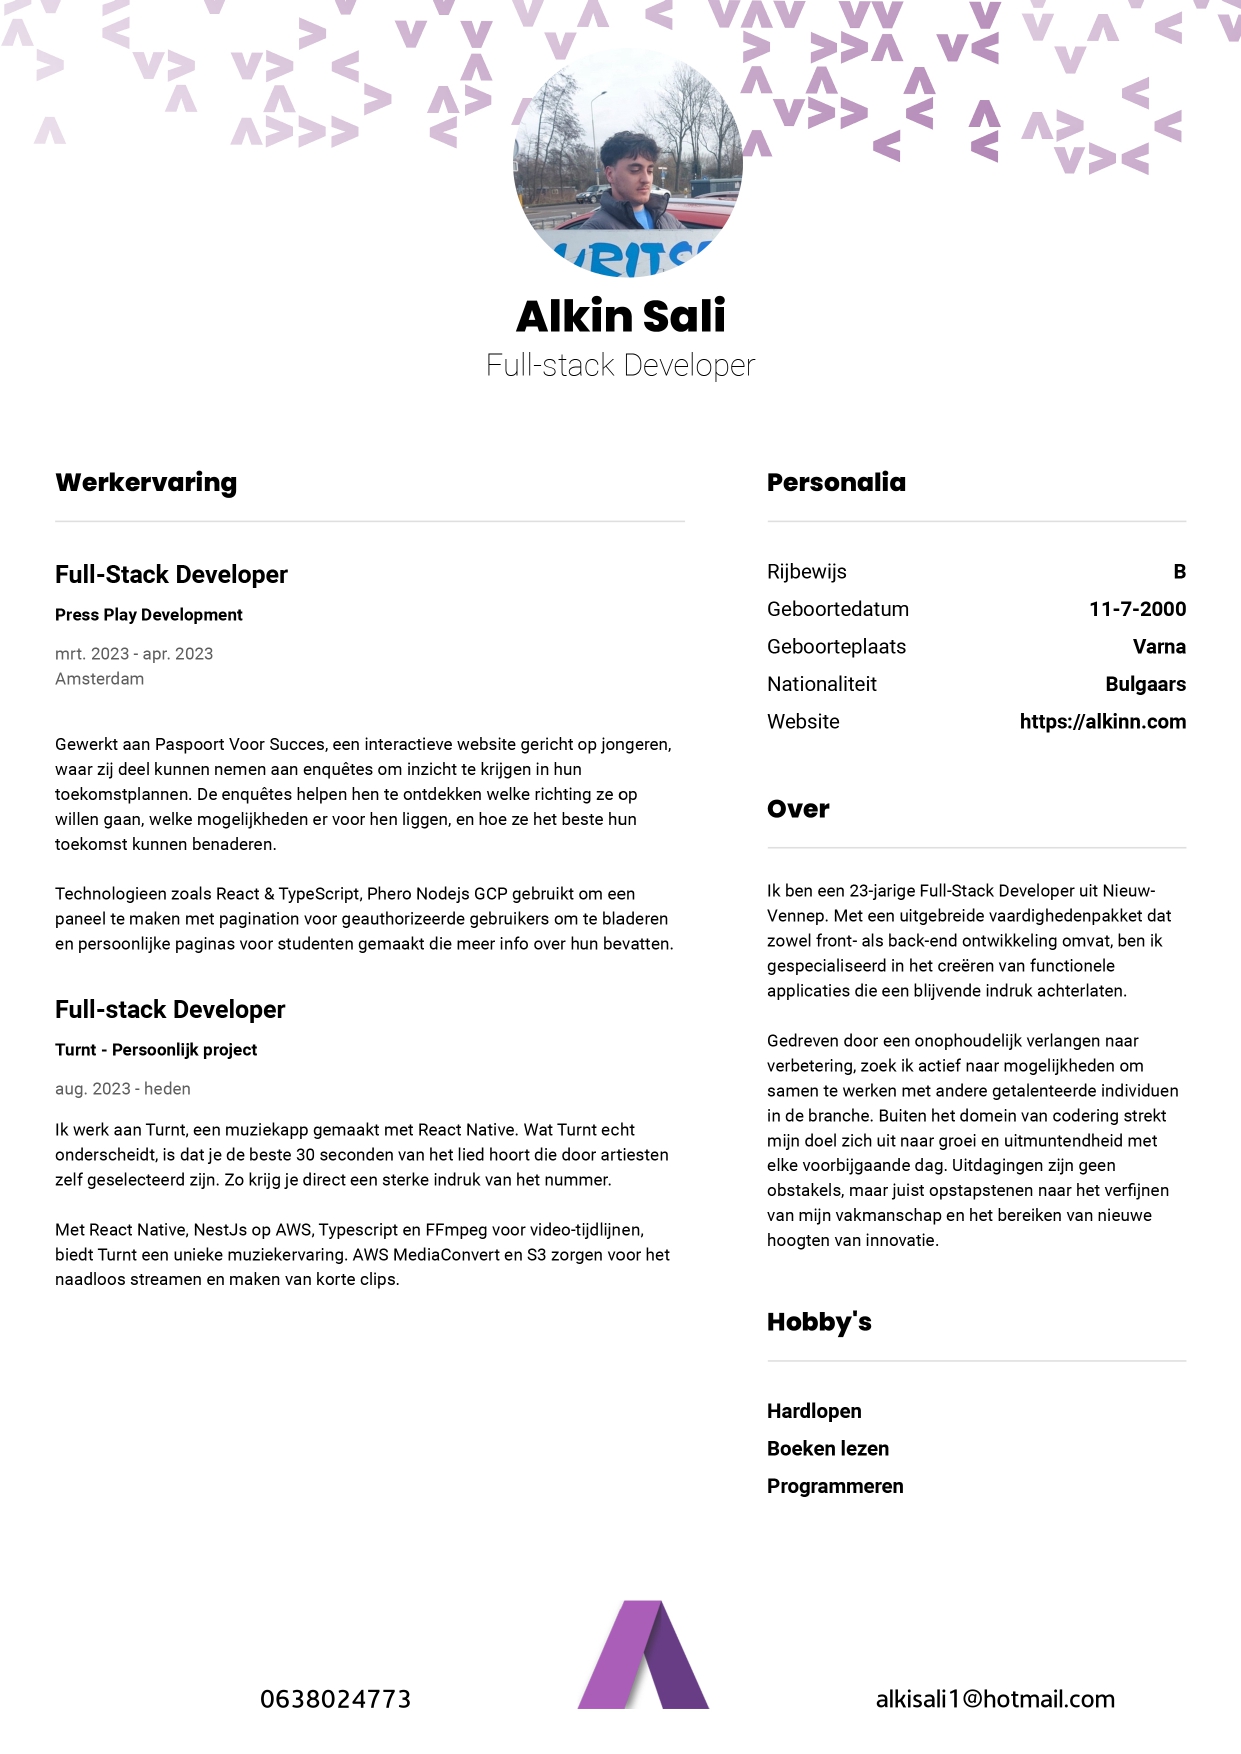 Alkin Sali
Full-stack Developer
Werkervaring
Full-Stack Developer
Press Play Development
mrt. 2023 - apr. 2023
Amsterdam
Gewerkt aan Paspoort Voor Succes, een interactieve website gericht op jongeren,
waar zij deel kunnen nemen aan enquêtes om inzicht te krijgen in hun
toekomstplannen. De enquêtes helpen hen te ontdekken welke richting ze op
willen gaan, welke mogelijkheden er voor hen liggen, en hoe ze het beste hun
toekomst kunnen benaderen.
Technologieen zoals React & TypeScript, Phero Nodejs GCP gebruikt om een
paneel te maken met pagination voor geauthorizeerde gebruikers om te bladeren
en persoonlijke paginas voor studenten gemaakt die meer info over hun bevatten.
Full-stack Developer
Turnt - Persoonlijk project
aug. 2023 - heden
Ik werk aan Turnt, een muziekapp gemaakt met React Native. Wat Turnt echt
onderscheidt, is dat je de beste 30 seconden van het lied hoort die door artiesten
zelf geselecteerd zijn. Zo krijg je direct een sterke indruk van het nummer.
Met React Native, NestJs op AWS, Typescript en FFmpeg voor video-tijdlijnen,
biedt Turnt een unieke muziekervaring. AWS MediaConvert en S3 zorgen voor het
naadloos streamen en maken van korte clips.
Personalia
Rijbewijs B
Geboortedatum 11-7-2000
Geboorteplaats Varna
Nationaliteit Bulgaars
Website https://alkinn.com
Over
Ik ben een 23-jarige Full-Stack Developer uit Nieuw-
Vennep. Met een uitgebreide vaardighedenpakket dat
zowel front- als back-end ontwikkeling omvat, ben ik
gespecialiseerd in het creëren van functionele
applicaties die een blijvende indruk achterlaten.
Gedreven door een onophoudelijk verlangen naar
verbetering, zoek ik actief naar mogelijkheden om
samen te werken met andere getalenteerde individuen
in de branche. Buiten het domein van codering strekt
mijn doel zich uit naar groei en uitmuntendheid met
elke voorbijgaande dag. Uitdagingen zijn geen
obstakels, maar juist opstapstenen naar het verfijnen
van mijn vakmanschap en het bereiken van nieuwe
hoogten van innovatie.
Hobby's
Hardlopen
Boeken lezen
Programmeren
0638024773
alkisali1@hotmail.com